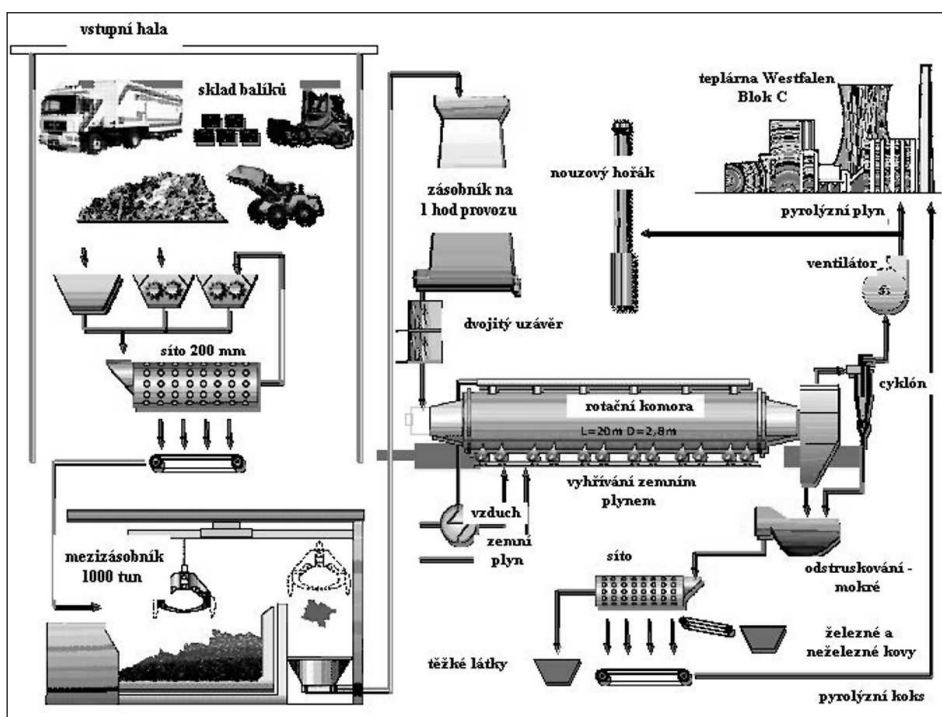 vstupní hala
sklad balíků
síto 200 mm
mezizásobník
1000 tun
zásobník na
1 hod provozu
dvojitý uzávěr
nouzový hořák
teplárna Westfalen
Blok C
pyrolýzní plyn
ventilátor
cyklón
rotační komora
L=20m D=2,8m
vyhřívání zemním
plynem
vzduch
zemní
plyn
odstruskování -
mokré
síto
železné a
neželezné kovy
těžké látky
pyrolýzní koks